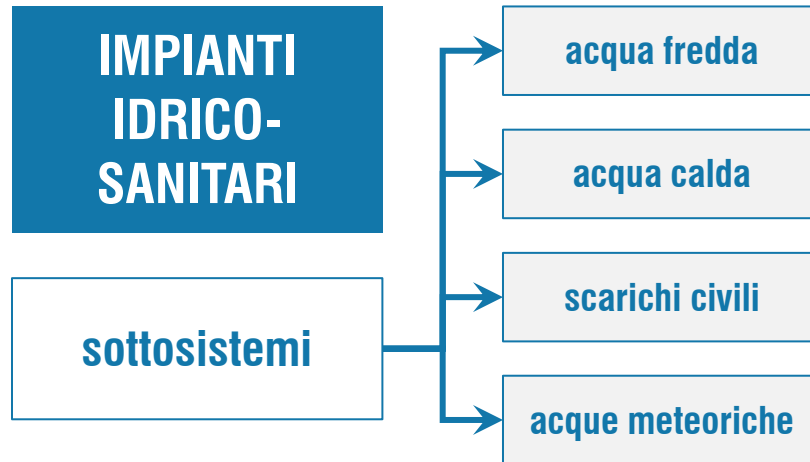 IMPIANTI
IDRICO-
SANITARI
sottosistemi
acqua fredda
acqua calda
scarichi civili
acque meteoriche